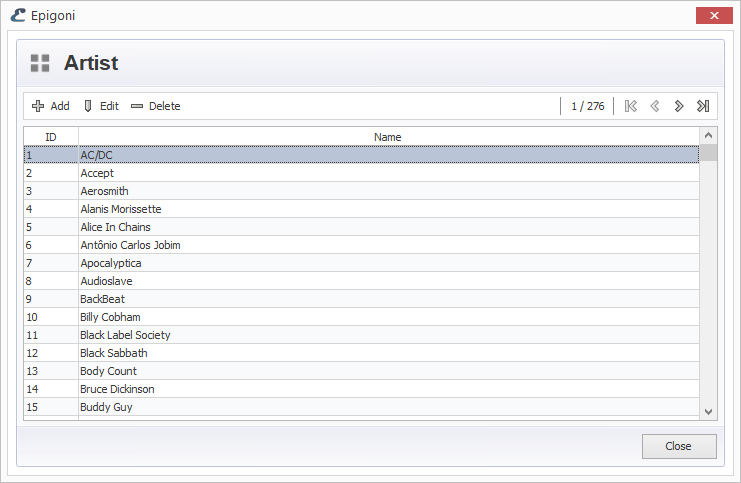 Epigoni
Artist
Add Edit Delete 1 / 276
ID Name
1 AC/DC
2 Accept
3 Aerosmith
4 Alanis Morissette
5 Alice In Chains
6 Antônio Carlos Jobim
7 Apocalyptica
8 Audioslave
9 BackBeat
10 Billy Cobham
11 Black Label Society
12 Black Sabbath
13 Body Count
14 Bruce Dickinson
15 Buddy Guy
Close